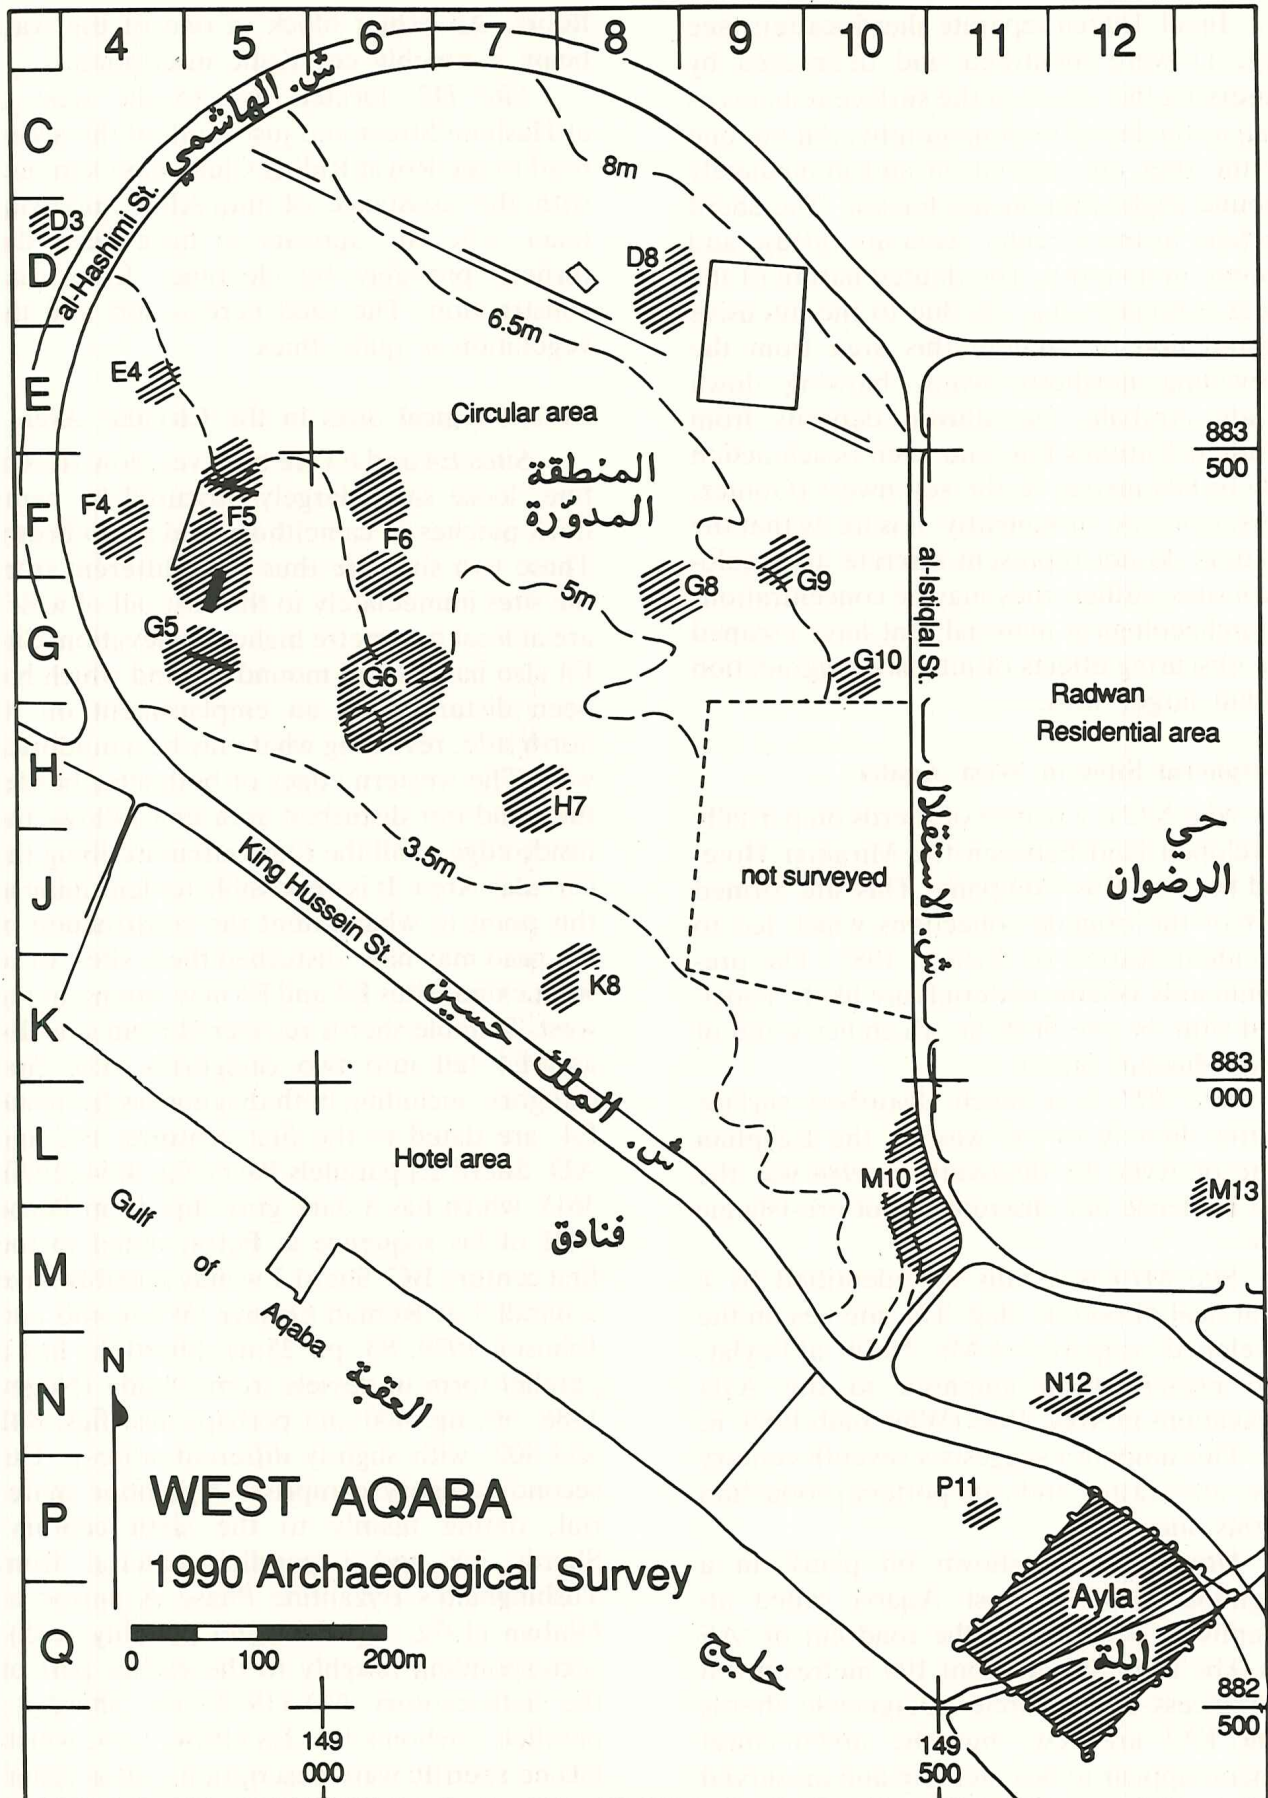 4 5 6 7 8 9 10 11 12
C
D
E
F
G
H
J
K
L
M
N
P
Q
ش. الهاشمي
al-Hashimi St.
8m
D3
D8
6.5m
E4
Circular area
المنطقة
المدوّرة
883
500
F4
F5
F6
G8
G9
5m
al-Istiqlal St.
ش. الاستقلال
G5
G6
G10
Radwan
Residential area
حي
الرضوان
H7
3.5m
not surveyed
King Hussein St.
ش. الملك حسين
K8
883
000
Hotel area
فنادق
M10
M13
Gulf
of
Aqaba
خليج
العقبة
N
N12
P11
WEST AQABA
1990 Archaeological Survey
0 100 200m
Ayla
أيلة
882
500
149
000
149
500